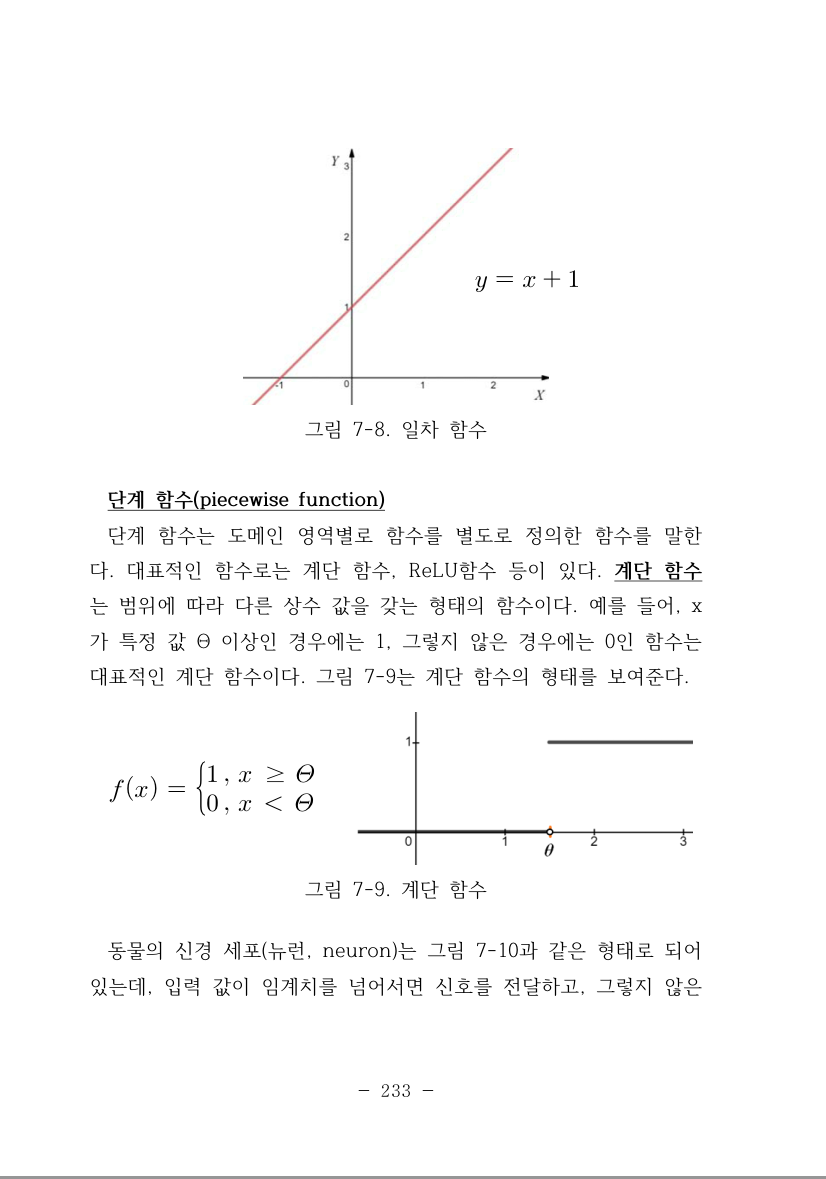 Y
3
2
y = x + 1
1
-1 0 1 2
X
그림 7-8. 일차 함수
단계 함수(piecewise function)
단계 함수는 도메인 영역별로 함수를 별도로 정의한 함수를 말한
다. 대표적인 함수로는 계단 함수, ReLU함수 등이 있다. 계단 함수
는 범위에 따라 다른 상수 값을 갖는 형태의 함수이다. 예를 들어, x
가 특정 값 Θ 이상인 경우에는 1, 그렇지 않은 경우에는 0인 함수는
대표적인 계단 함수이다. 그림 7-9는 계단 함수의 형태를 보여준다.
f(x) = {1, x ≥ Θ
0, x < Θ
1
0 1 θ 2 3
그림 7-9. 계단 함수
동물의 신경 세포(뉴런, neuron)는 그림 7-10과 같은 형태로 되어
있는데, 입력 값이 임계치를 넘어서면 신호를 전달하고, 그렇지 않은
- 233 -